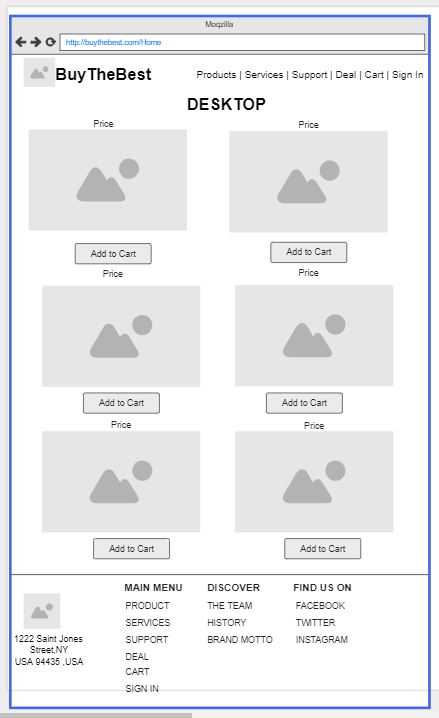 Moqzilla
http://buythebest.com/Home
BuyTheBest
Products | Services | Support | Deal | Cart | Sign In
DESKTOP
Price
Price
Add to Cart
Add to Cart
Price
Price
Add to Cart
Add to Cart
Price
Price
Add to Cart
Add to Cart
1222 Saint Jones
Street,NY
USA 94435 ,USA
MAIN MENU
PRODUCT
SERVICES
SUPPORT
DEAL
CART
SIGN IN
DISCOVER
THE TEAM
HISTORY
BRAND MOTTO
FIND US ON
FACEBOOK
TWITTER
INSTAGRAM